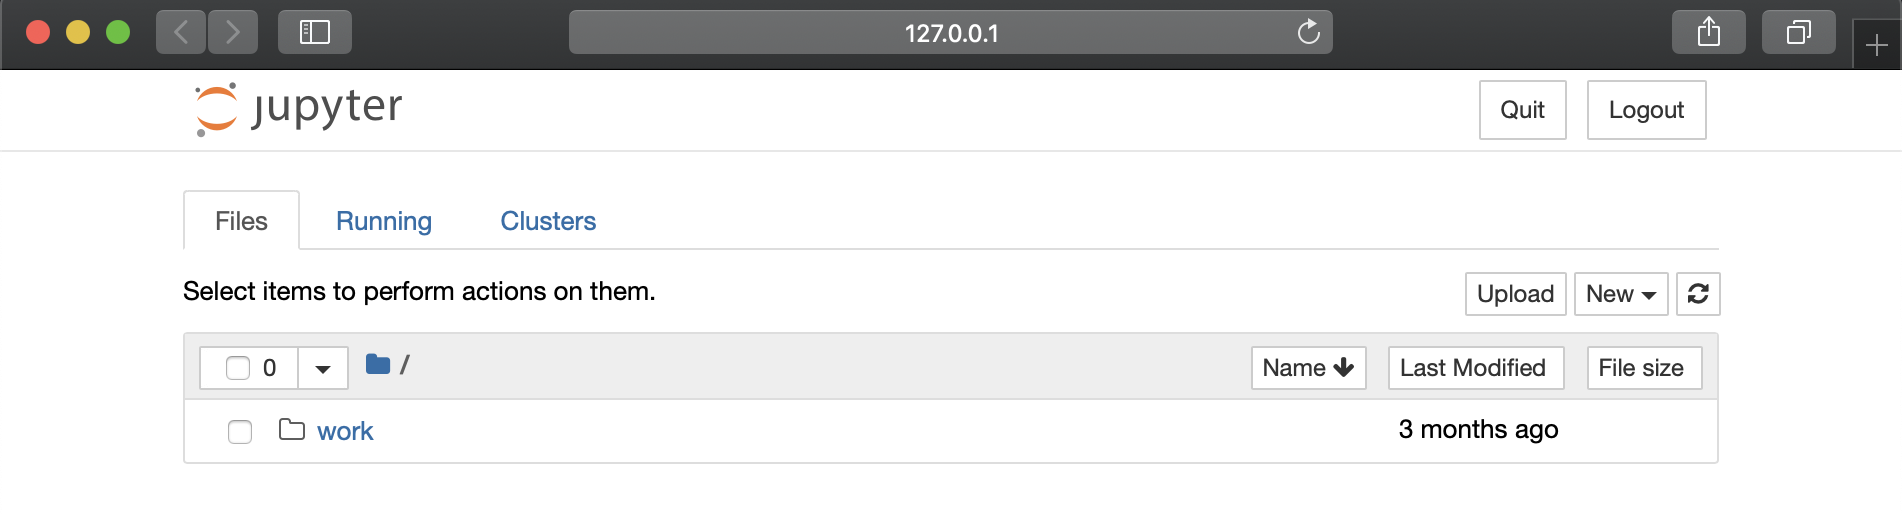 127.0.0.1
jupyter
Quit
Logout
Files
Running
Clusters
Select items to perform actions on them.
Upload
New
0
/
Name
Last Modified
File size
work
3 months ago